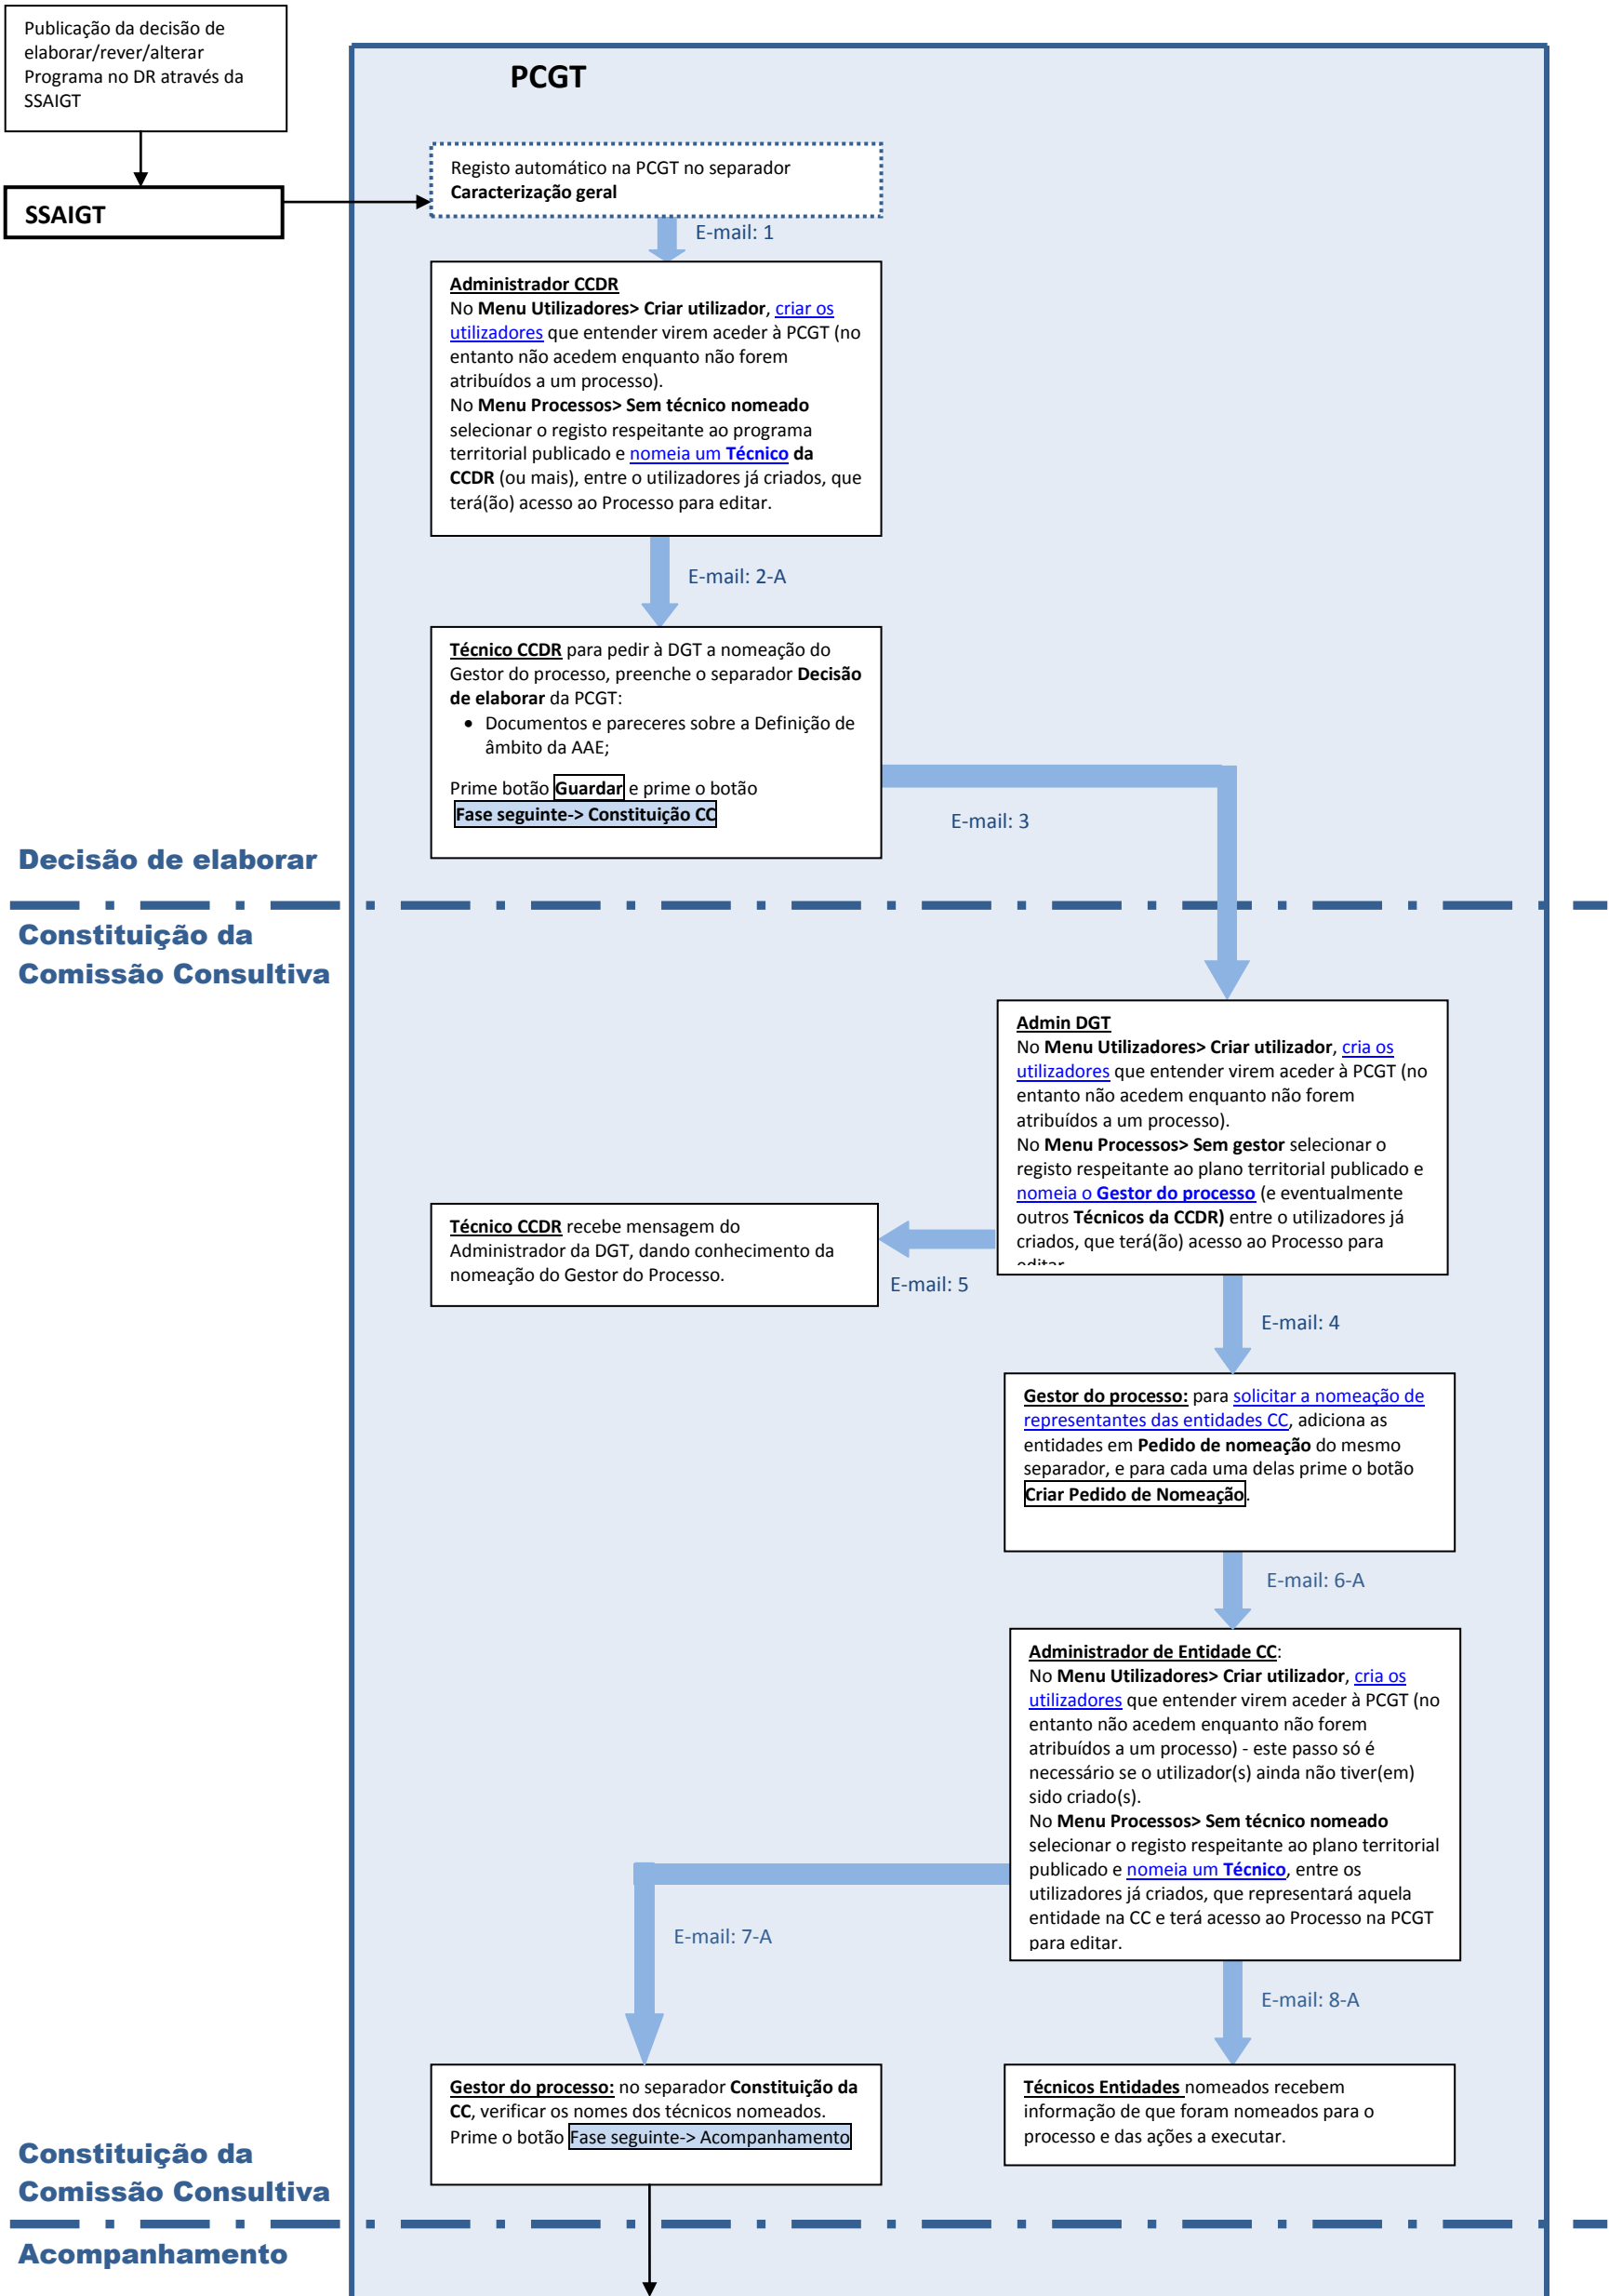 Publicação da decisão de
elaborar/rever/alterar
Programa no DR através da
SSAIGT
PCGT
SSAIGT
Registo automático na PCGT no separador
Caracterização geral
E-mail: 1
Administrador CCDR
No Menu Utilizadores> Criar utilizador, criar os
utilizadores que entender virem aceder à PCGT (no
entanto não acedem enquanto não forem
atribuídos a um processo).
No Menu Processos> Sem técnico nomeado
selecionar o registo respeitante ao programa
territorial publicado e nomeia um Técnico da
CCDR (ou mais), entre o utilizadores já criados, que
terá(ão) acesso ao Processo para editar.
E-mail: 2-A
Técnico CCDR para pedir à DGT a nomeação do
Gestor do processo, preenche o separador Decisão
de elaborar da PCGT:
• Documentos e pareceres sobre a Definição de
âmbito da AAE;
Prime botão Guardar e prime o botão
Fase seguinte-> Constituição CC
E-mail: 3
Decisão de elaborar
Constituição da
Comissão Consultiva
Admin DGT
No Menu Utilizadores> Criar utilizador, cria os
utilizadores que entender virem aceder à PCGT (no
entanto não acedem enquanto não forem
atribuídos a um processo).
No Menu Processos> Sem gestor selecionar o
registo respeitante ao plano territorial publicado e
nomeia o Gestor do processo (e eventualmente
outros Técnicos da CCDR) entre o utilizadores já
criados, que terá(ão) acesso ao Processo para
editar
Técnico CCDR recebe mensagem do
Administrador da DGT, dando conhecimento da
nomeação do Gestor do Processo.
E-mail: 5
E-mail: 4
Gestor do processo: para solicitar a nomeação de
representantes das entidades CC, adiciona as
entidades em Pedido de nomeação do mesmo
separador, e para cada uma delas prime o botão
Criar Pedido de Nomeação.
E-mail: 6-A
Administrador de Entidade CC:
No Menu Utilizadores> Criar utilizador, cria os
utilizadores que entender virem aceder à PCGT (no
entanto não acedem enquanto não forem
atribuídos a um processo) - este passo só é
necessário se o utilizador(s) ainda não tiver(em)
sido criado(s).
No Menu Processos> Sem técnico nomeado
selecionar o registo respeitante ao plano territorial
publicado e nomeia um Técnico, entre os
utilizadores já criados, que representará aquela
entidade na CC e terá acesso ao Processo na PCGT
para editar.
E-mail: 7-A
E-mail: 8-A
Gestor do processo: no separador Constituição da
CC, verificar os nomes dos técnicos nomeados.
Prime o botão Fase seguinte-> Acompanhamento
Técnicos Entidades nomeados recebem
informação de que foram nomeados para o
processo e das ações a executar.
Constituição da
Comissão Consultiva
Acompanhamento